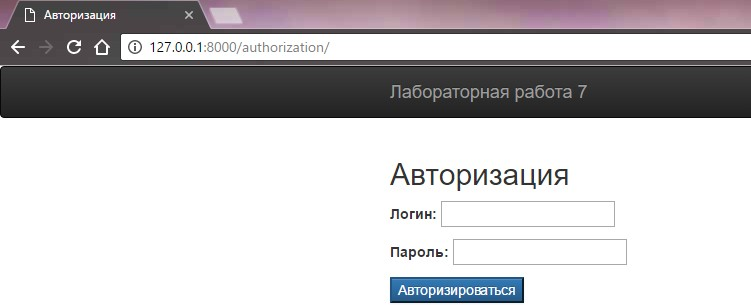 Авторизация
127.0.0.1:8000/authorization/
Лабораторная работа 7
Авторизация
Логин:
Пароль:
Авторизироваться